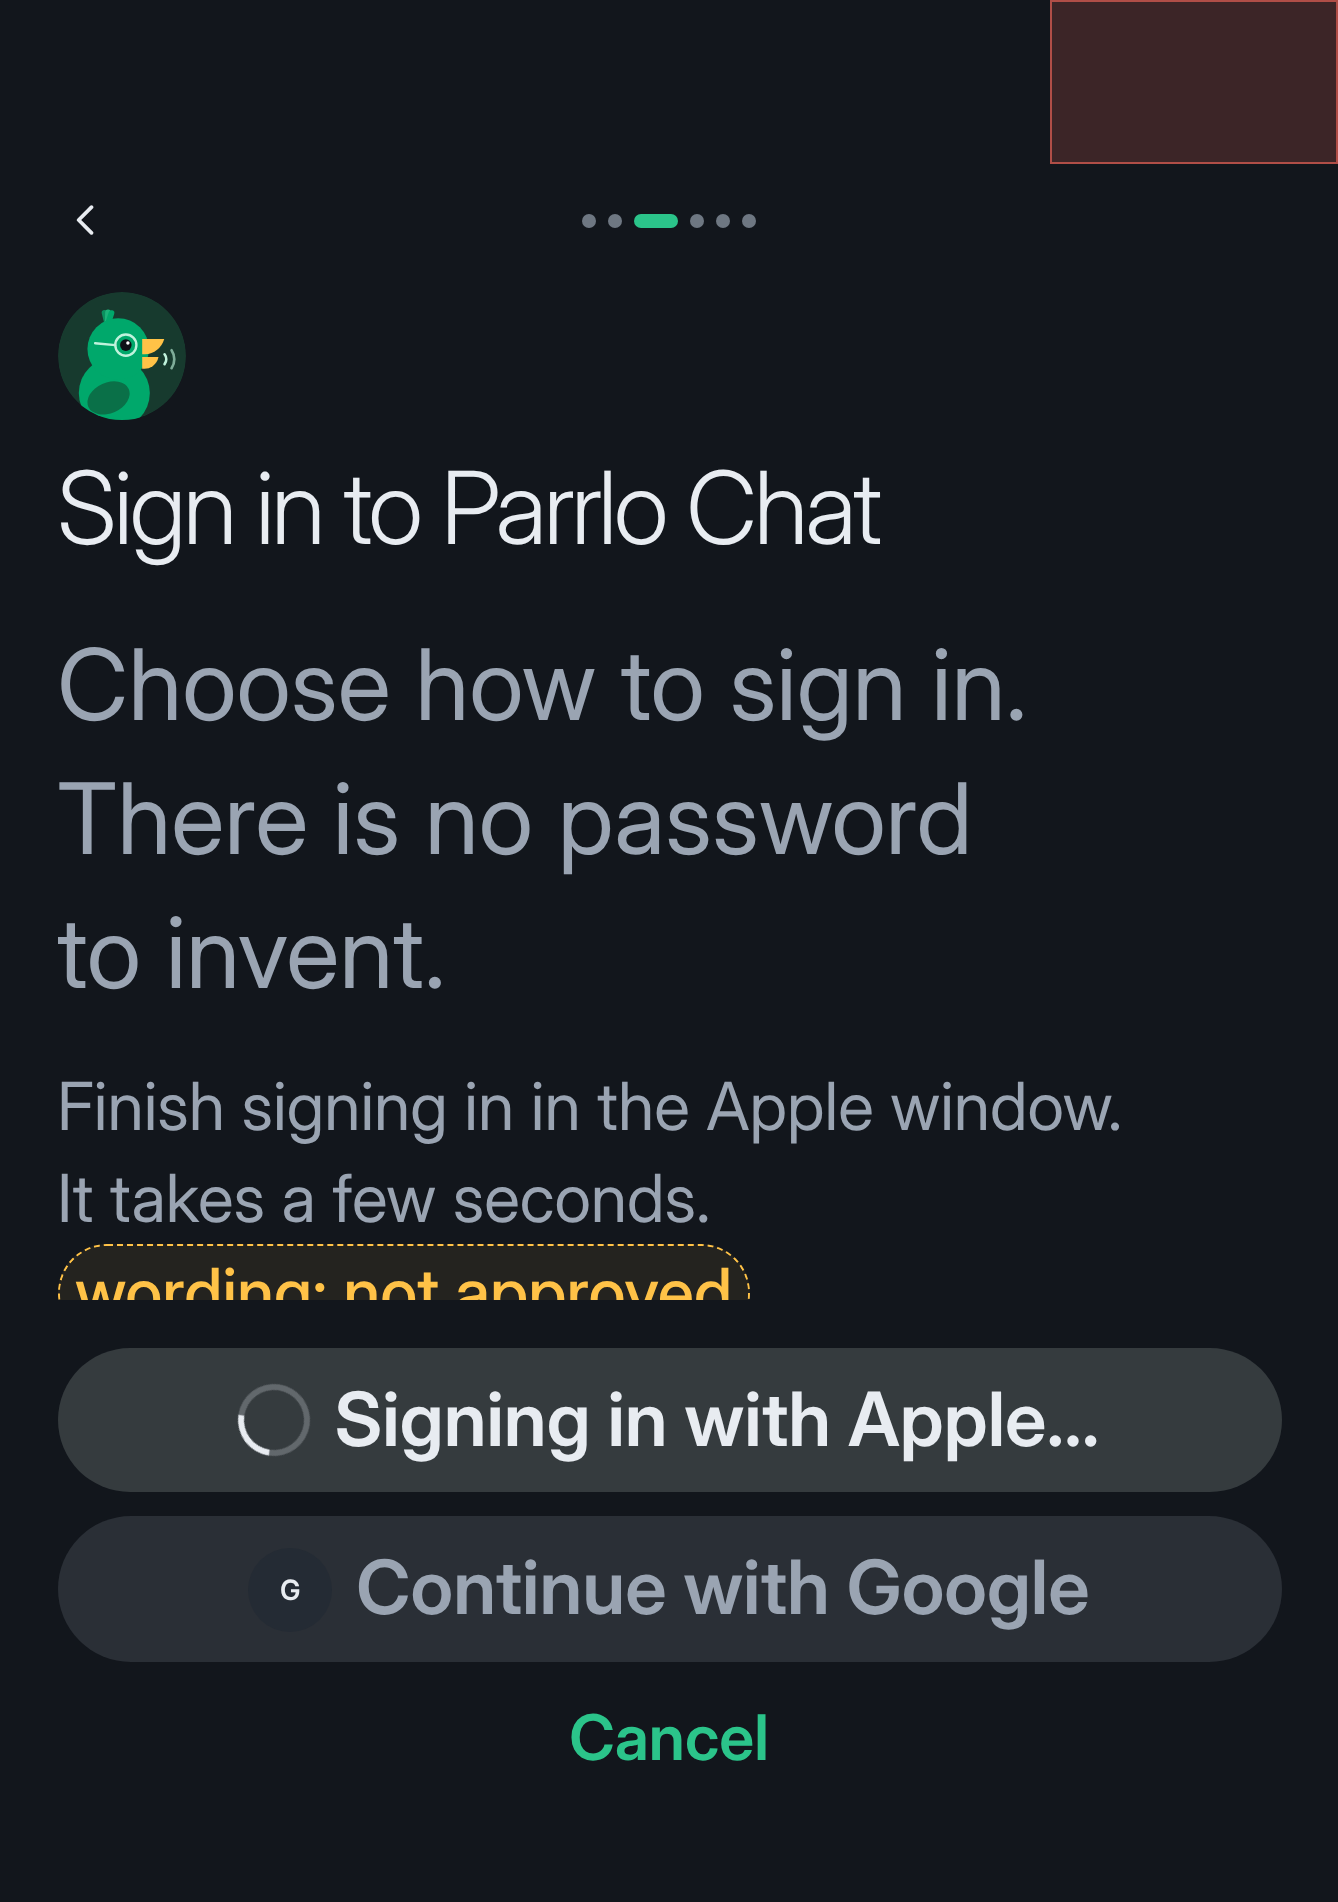 Sign in to Parrlo Chat
Choose how to sign in.
There is no password
to invent.
Finish signing in in the Apple window.
It takes a few seconds.
wording: not approved
Signing in with Apple...
G Continue with Google
Cancel